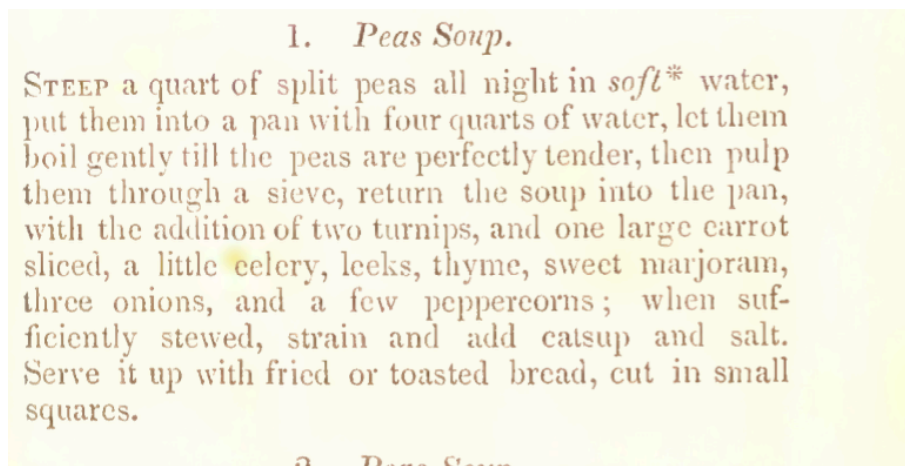 1. Peas Soup.
STEEP a quart of split peas all night in soft* water,
put them into a pan with four quarts of water, let them
boil gently till the peas are perfectly tender, then pulp
them through a sieve, return the soup into the pan,
with the addition of two turnips, and one large carrot
sliced, a little celery, leeks, thyme, sweet marjoram,
three onions, and a few peppercorns; when suf-
ficiently stewed, strain and add catsup and salt.
Serve it up with fried or toasted bread, cut in small
squares.
Peas Soup